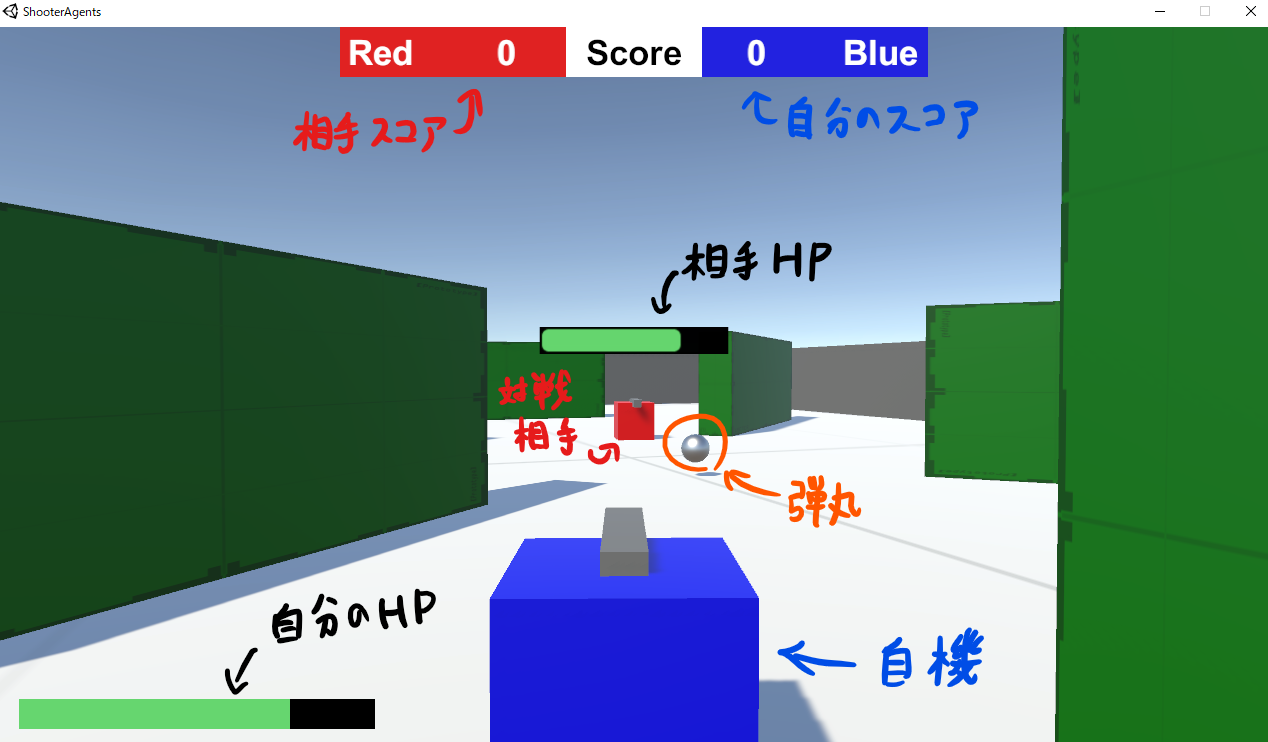 ShooterAgents
Red 0 Score 0 Blue
相手スコア
自分のスコア
相手HP
対戦
相手
弾丸
自分のHP
自機